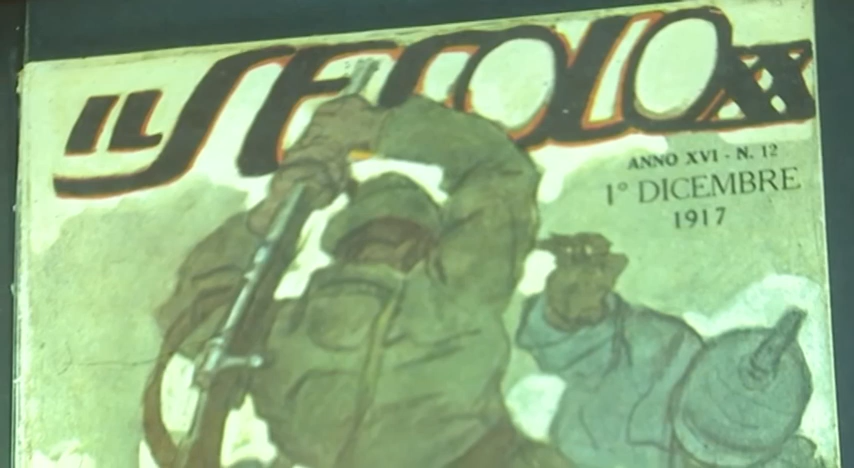 IL SECOLO XX
ANNO XVI - N. 12
1° DICEMBRE
1917